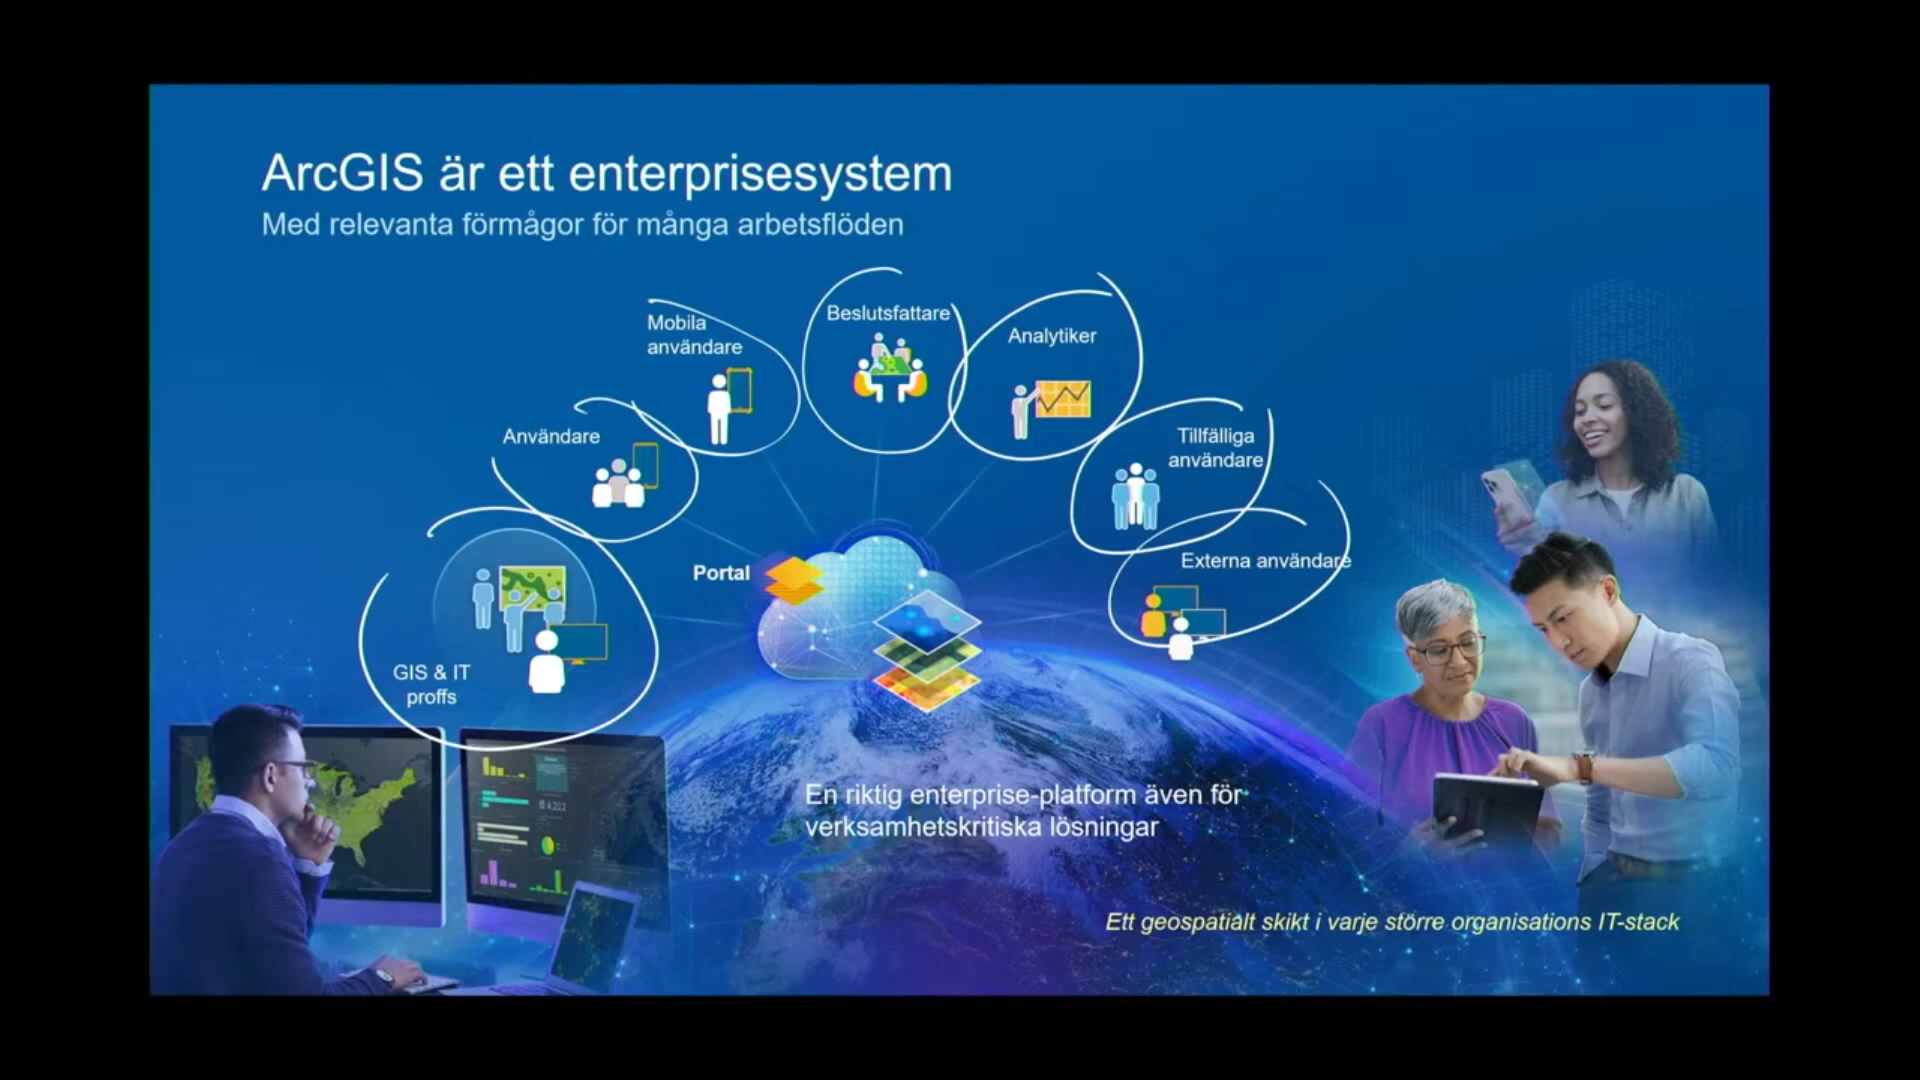 ArcGIS är ett enterprisesystem
Med relevanta förmågor för många arbetsflöden
Beslutsfattare
Mobila
användare
Analytiker
Användare
Tillfälliga
användare
Externa användare
Portal
GIS & IT
proffs
En riktig enterprise-platform även för
verksamhetskritiska lösningar
Ett geospatialt skikt i varje större organisations IT-stack